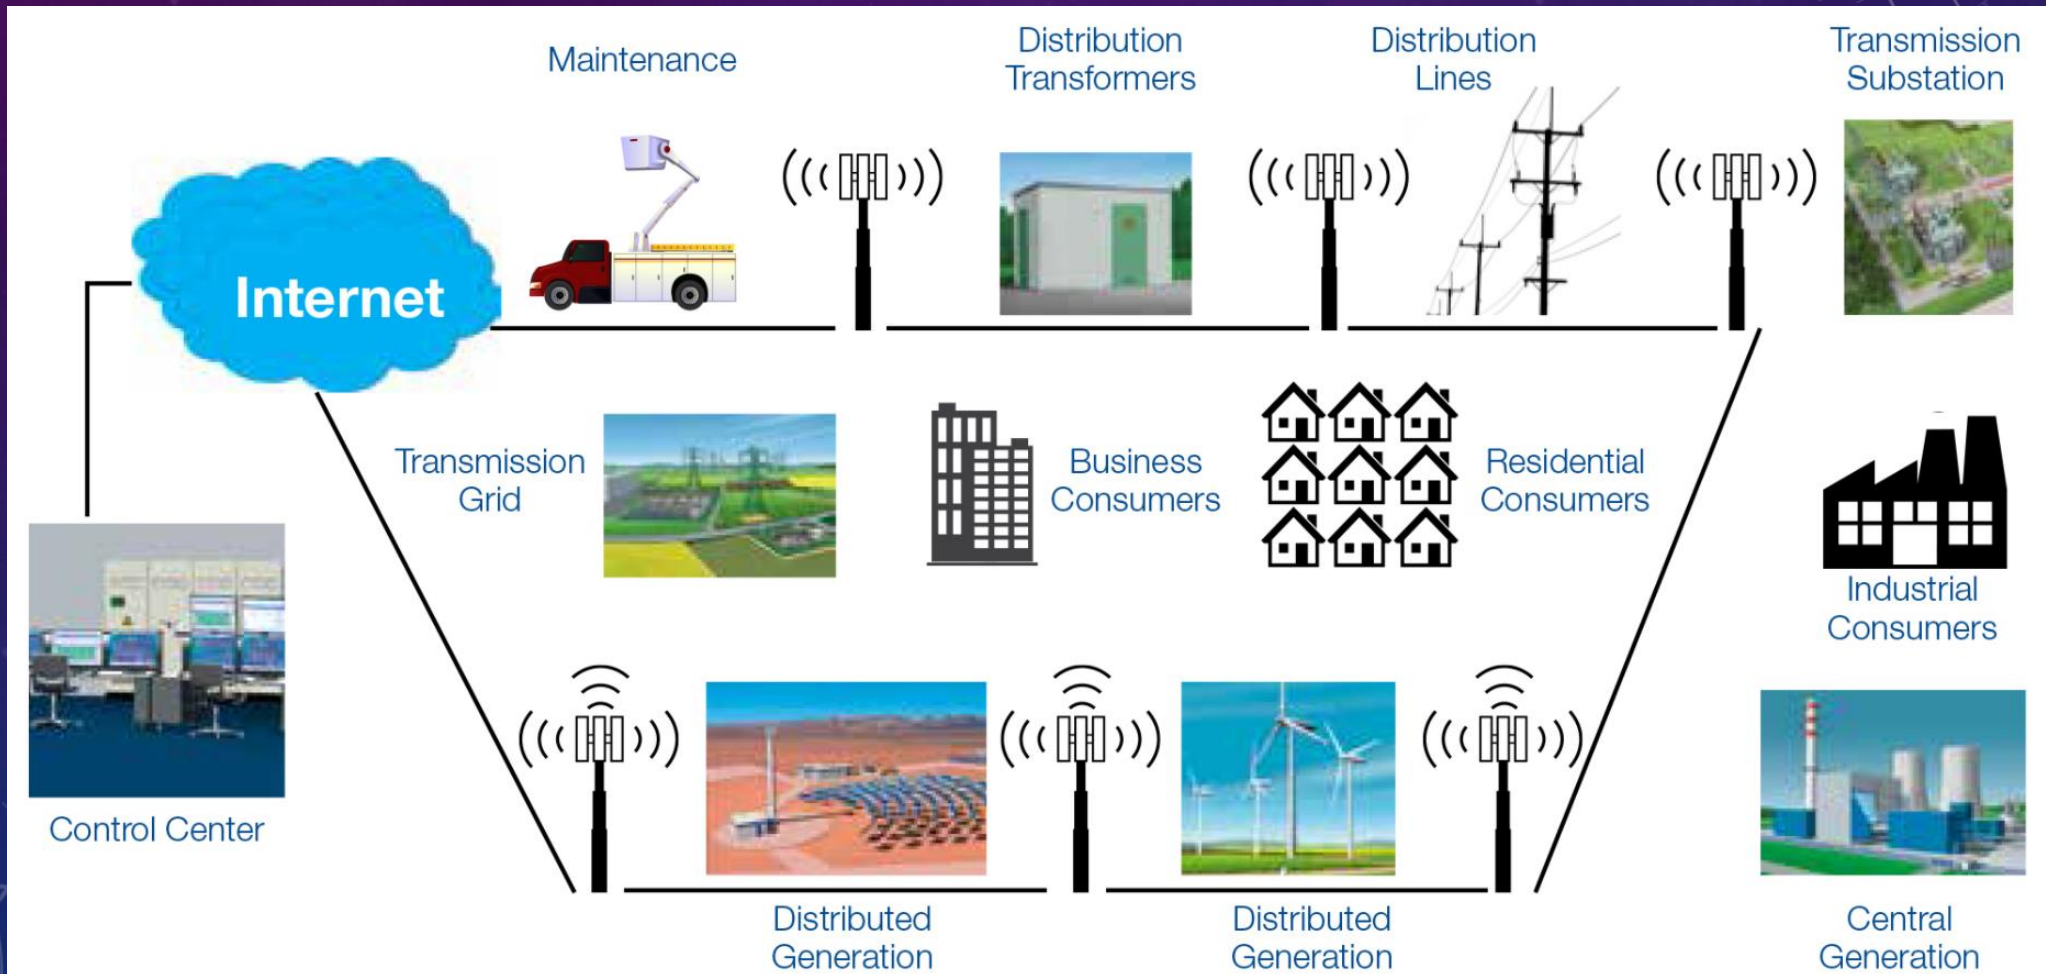 Maintenance
Distribution
Transformers
Distribution
Lines
Transmission
Substation
Internet
Transmission
Grid
Business
Consumers
Residential
Consumers
Industrial
Consumers
Control Center
Distributed
Generation
Distributed
Generation
Central
Generation